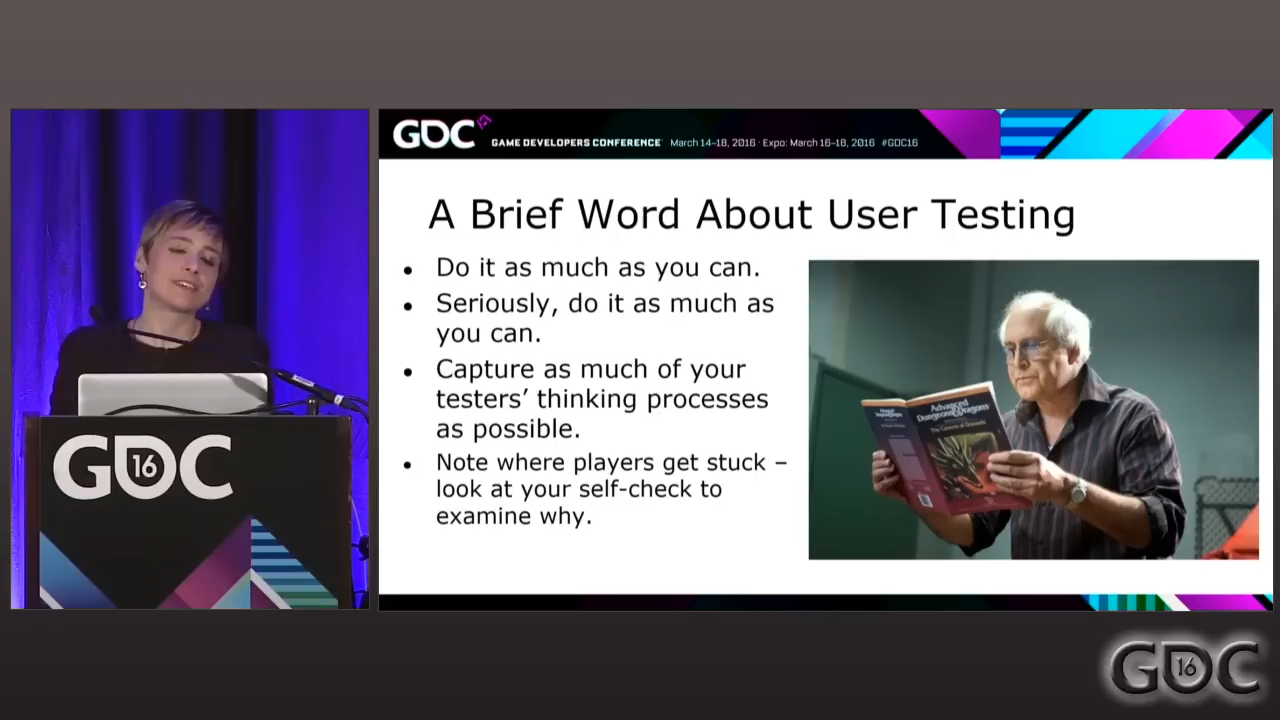 GDC
GAME DEVELOPERS CONFERENCE March 14–18, 2016 · Expo: March 16–18, 2016 #GDC16
A Brief Word About User Testing
• Do it as much as you can.
• Seriously, do it as much as
you can.
• Capture as much of your
testers’ thinking processes
as possible.
• Note where players get stuck –
look at your self-check to
examine why.
Advanced
Dungeons & Dragons
GDC
16
GDC
16